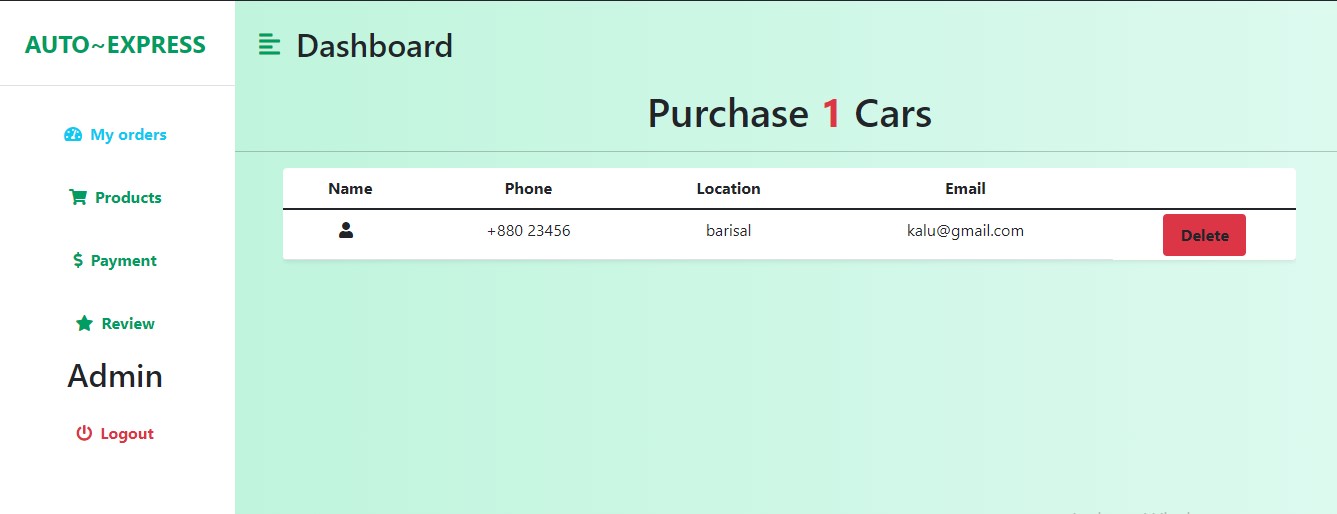 AUTO~EXPRESS
Dashboard
My orders
Products
Payment
Review
Admin
Logout
Purchase 1 Cars
Name Phone Location Email
+880 23456 barisal kalu@gmail.com Delete